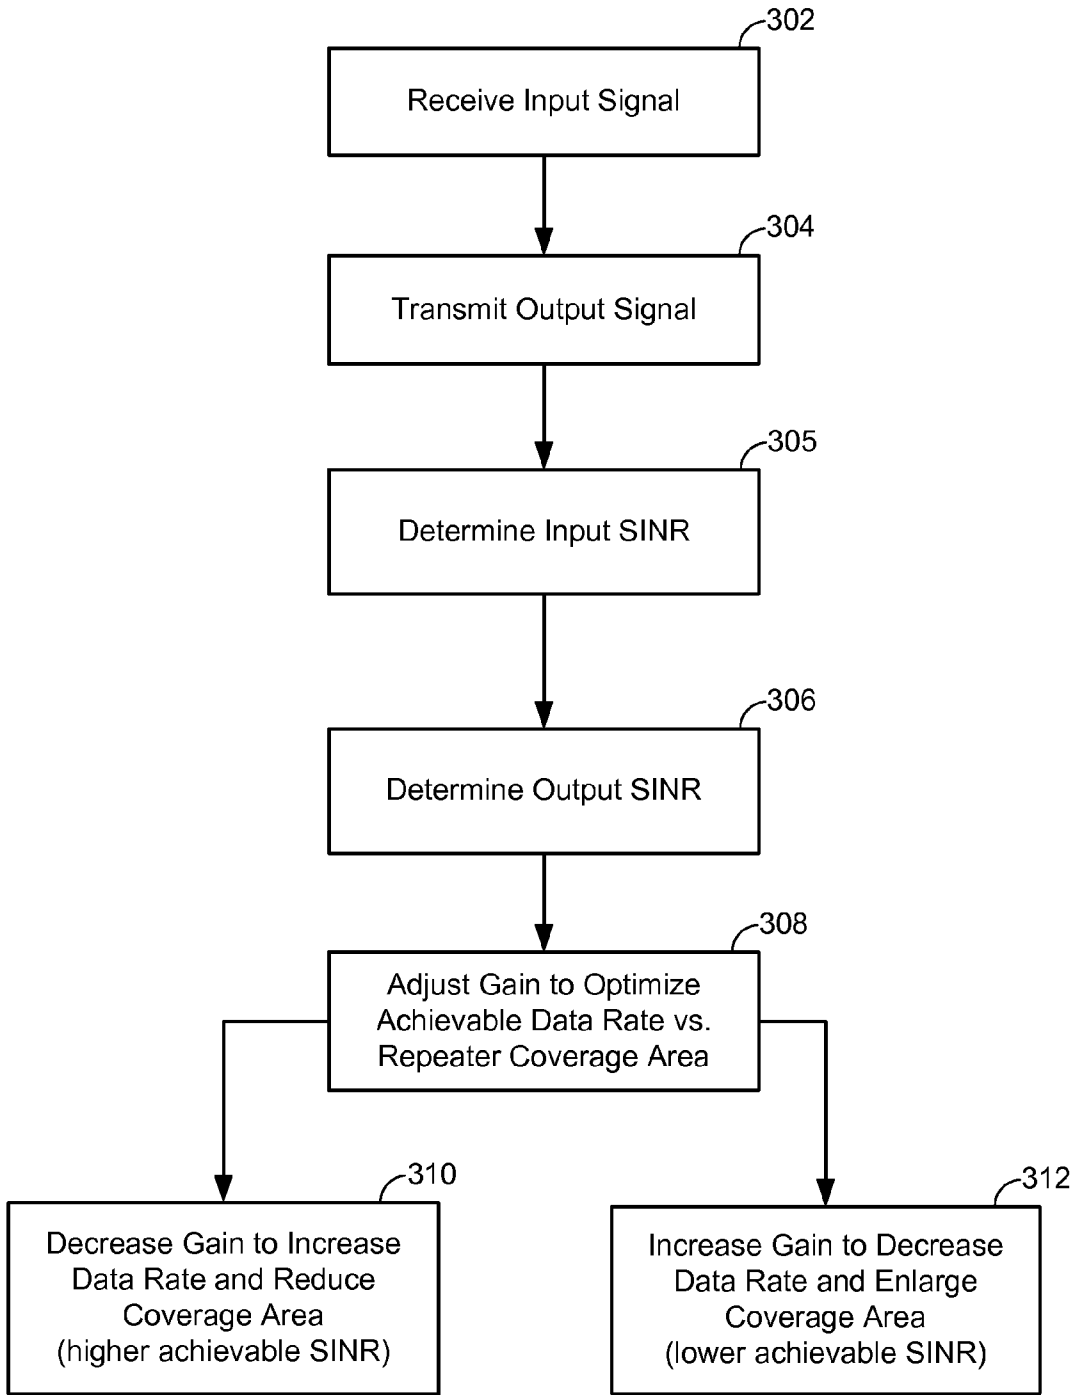 302
Receive Input Signal
304
Transmit Output Signal
305
Determine Input SINR
306
Determine Output SINR
308
Adjust Gain to Optimize
Achievable Data Rate vs.
Repeater Coverage Area
310
Decrease Gain to Increase
Data Rate and Reduce
Coverage Area
(higher achievable SINR)
312
Increase Gain to Decrease
Data Rate and Enlarge
Coverage Area
(lower achievable SINR)